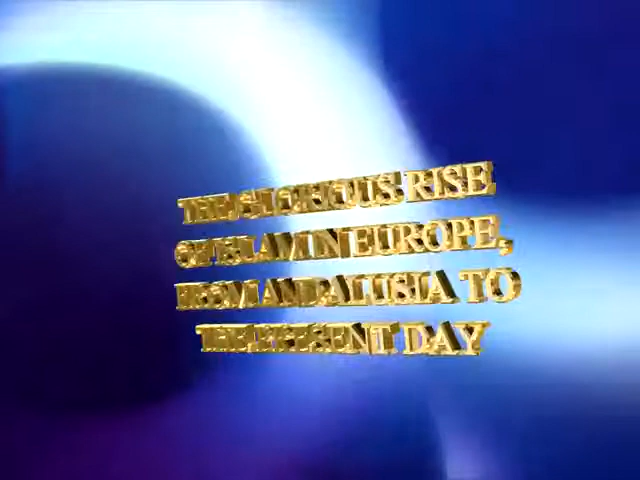 THE GLORIOUS RISE
OF ISLAM IN EUROPE,
FROM ANDALUSIA TO
THE PRESENT DAY